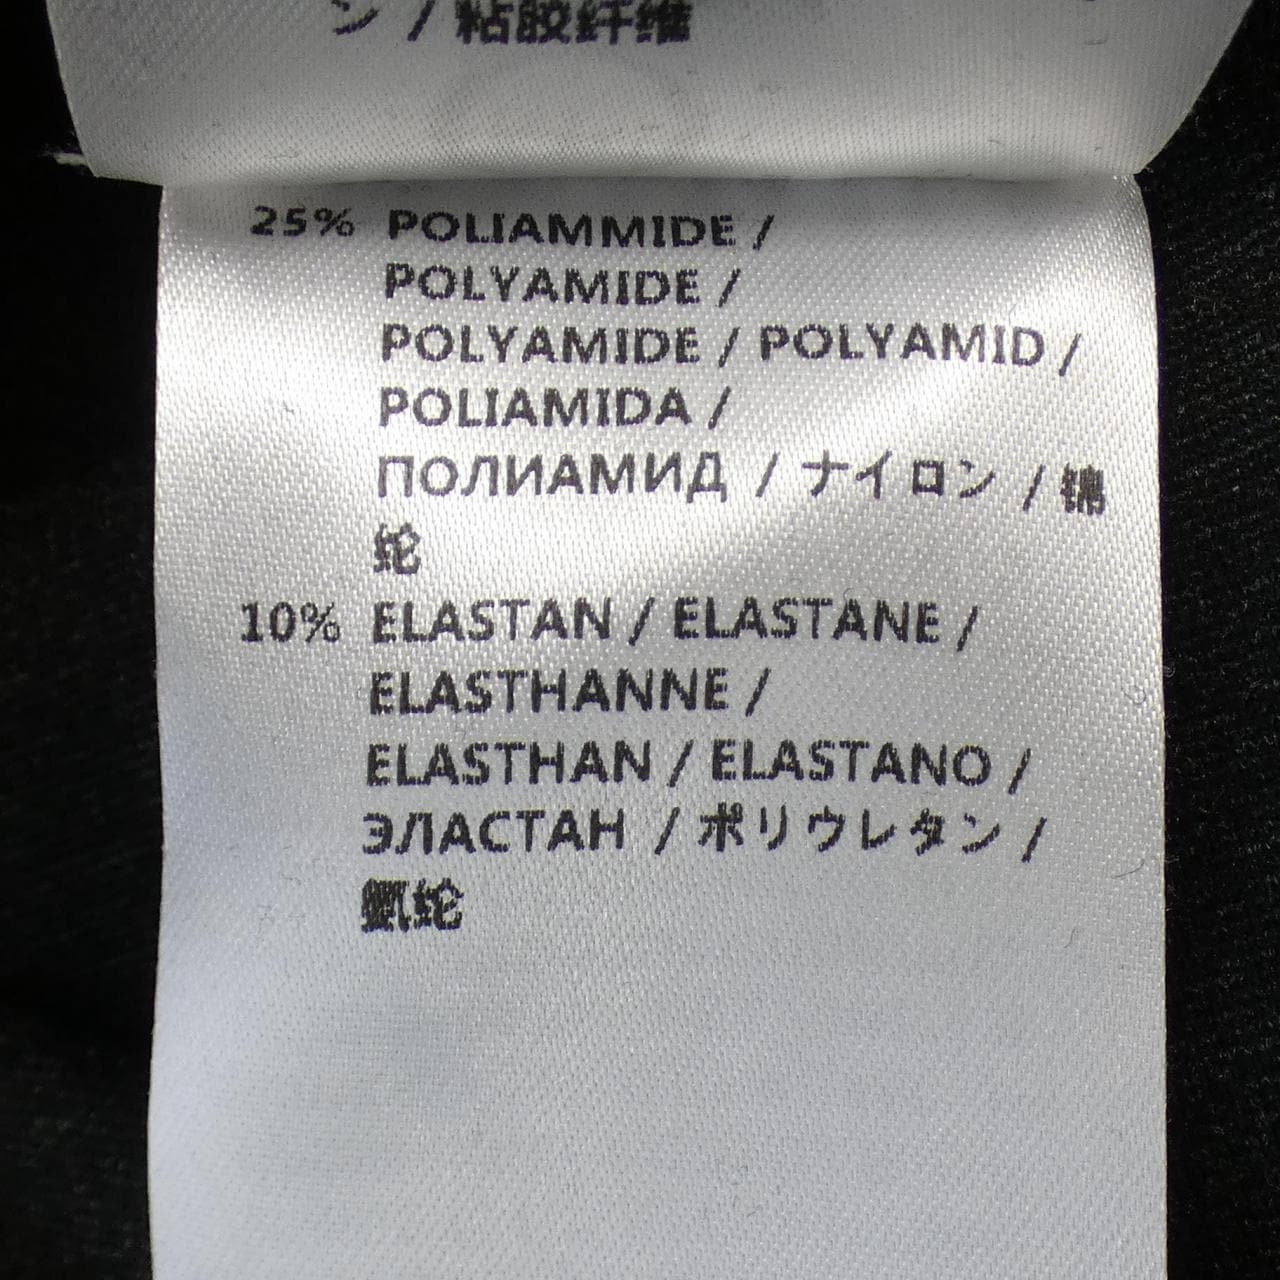 ン / 粘胶纤维
25% POLIAMMIDE /
POLYAMIDE /
POLYAMIDE / POLYAMID /
POLIAMIDA /
ПОЛИАМИД / ナイロン / 锦
纶
10% ELASTAN / ELASTANE /
ELASTHANNE /
ELASTHAN / ELASTANO /
ЭЛАСТАН / ポリウレタン /
氨纶